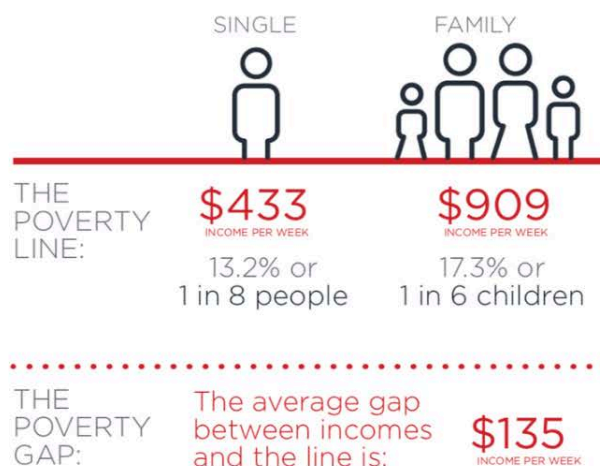 SINGLE
FAMILY
THE
POVERTY
LINE:
$433
INCOME PER WEEK
13.2% or
1 in 8 people
$909
INCOME PER WEEK
17.3% or
1 in 6 children
THE
POVERTY
GAP:
The average gap
between incomes
and the line is:
$135
INCOME PER WEEK